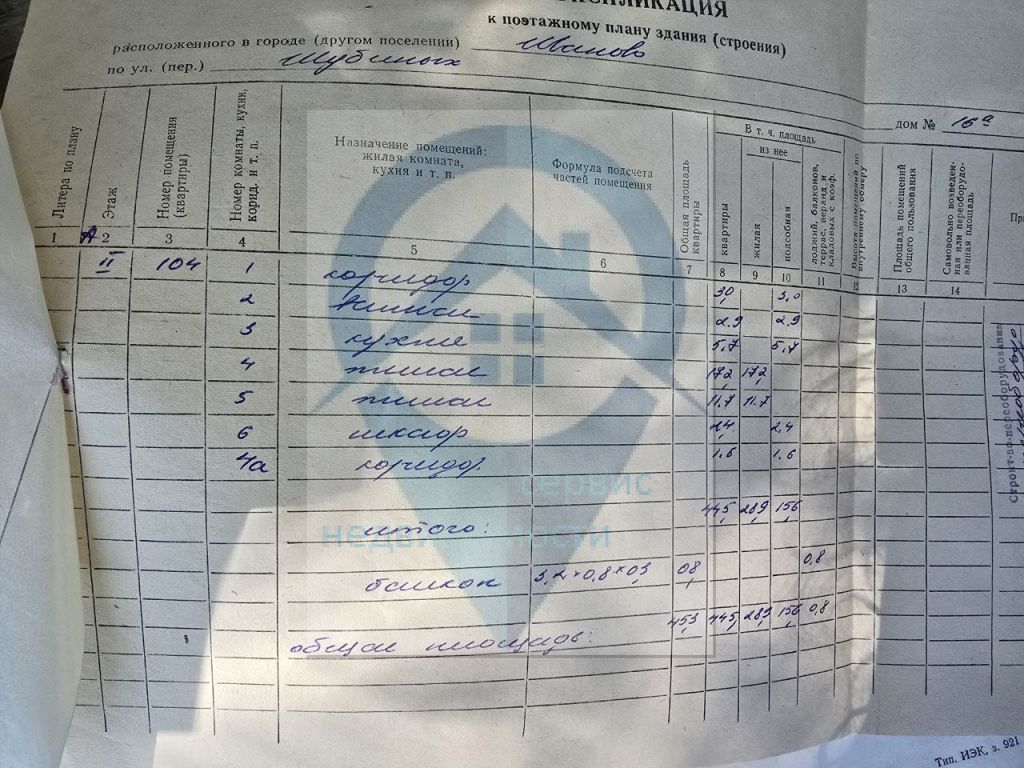 ЭКСПЛИКАЦИЯ
к поэтажному плану здания (строения)
расположенного в городе (другом поселении) Иваново
по ул. (пер.) Шубиных
дом № 16а
Литера по плану
Этаж
Номер помещения (квартиры)
Номер комнаты, кухни, корид. и т. п.
Назначение помещений: жилая комната, кухня и т. п.
Формула подсчета частей помещения
Общая площадь квартиры
В т. ч. площадь
из нее
квартиры
жилая
подсобная
лоджий, балконов, террас, веранд и кладовых с коэф.
Высота помещений по внутреннему обмеру
Площадь помещений общего пользования
Самовольно возведенная или переоборудованная площадь
При
1 2 3 4 5 6 7 8 9 10 11 12 13 14
А II 104 1 коридор 3,0 3,0
2 ванная 2,9 2,9
3 кухня 5,7 5,7
4 жилая 17,2 17,2
5 жилая 11,7 11,7
6 шкаф 2,4 2,4
4а коридор 1,6 1,6
итого: 44,5 28,9 15,6
балкон 3,2×0,8×0,3 0,8 0,8
общая площадь: 45,3 44,5 28,9 15,6 0,8
Строит-во-переоборудование
сервис
недвижимости
Тип. ИЭК, з. 921